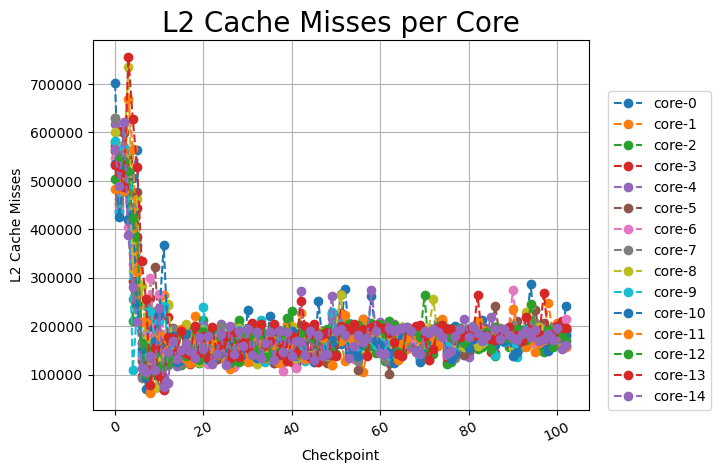 L2 Cache Misses per Core
700000
600000
500000
400000
300000
200000
100000
L2 Cache Misses
0
20
40
60
80
100
Checkpoint
core-0
core-1
core-2
core-3
core-4
core-5
core-6
core-7
core-8
core-9
core-10
core-11
core-12
core-13
core-14